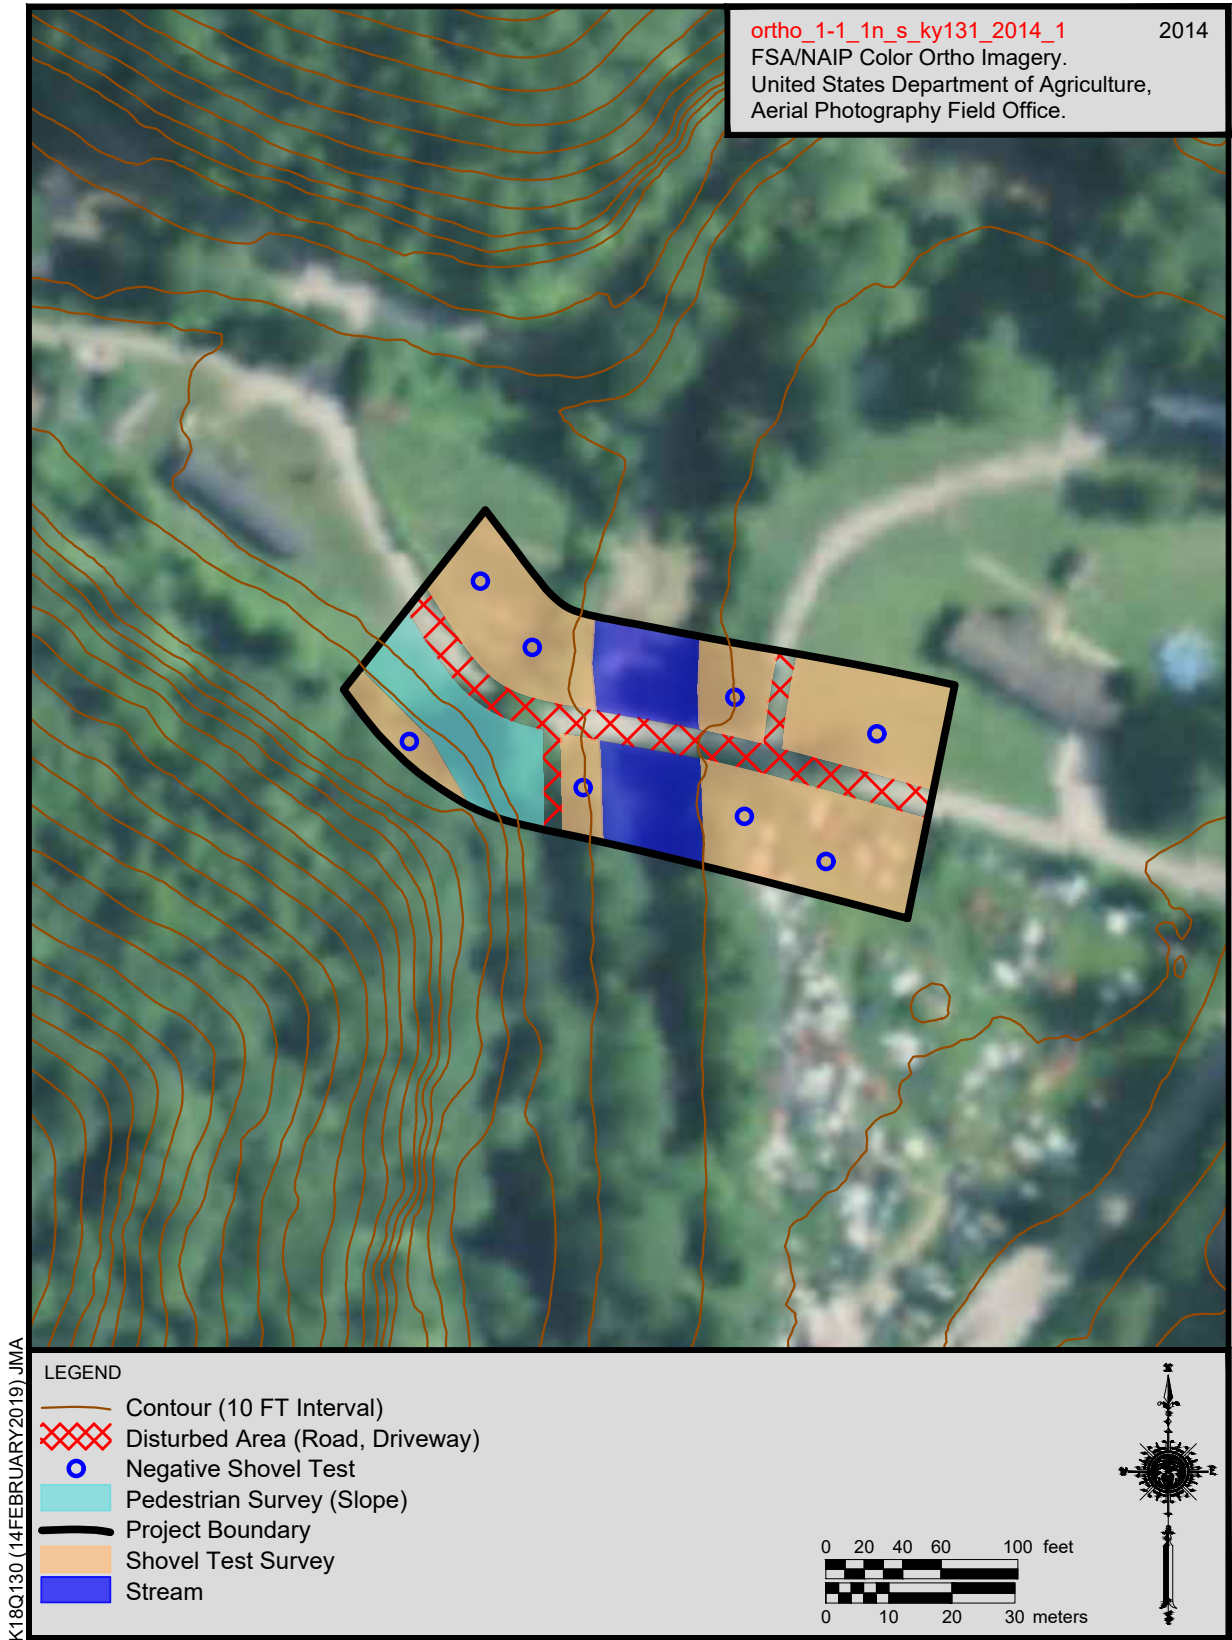 ortho_1-1_1n_s_ky131_2014_1 2014
FSA/NAIP Color Ortho Imagery.
United States Department of Agriculture,
Aerial Photography Field Office.
K18Q130 (14FEBRUARY2019) JMA
LEGEND
Contour (10 FT Interval)
Disturbed Area (Road, Driveway)
Negative Shovel Test
Pedestrian Survey (Slope)
Project Boundary
Shovel Test Survey
Stream
0 20 40 60 100 feet
0 10 20 30 meters